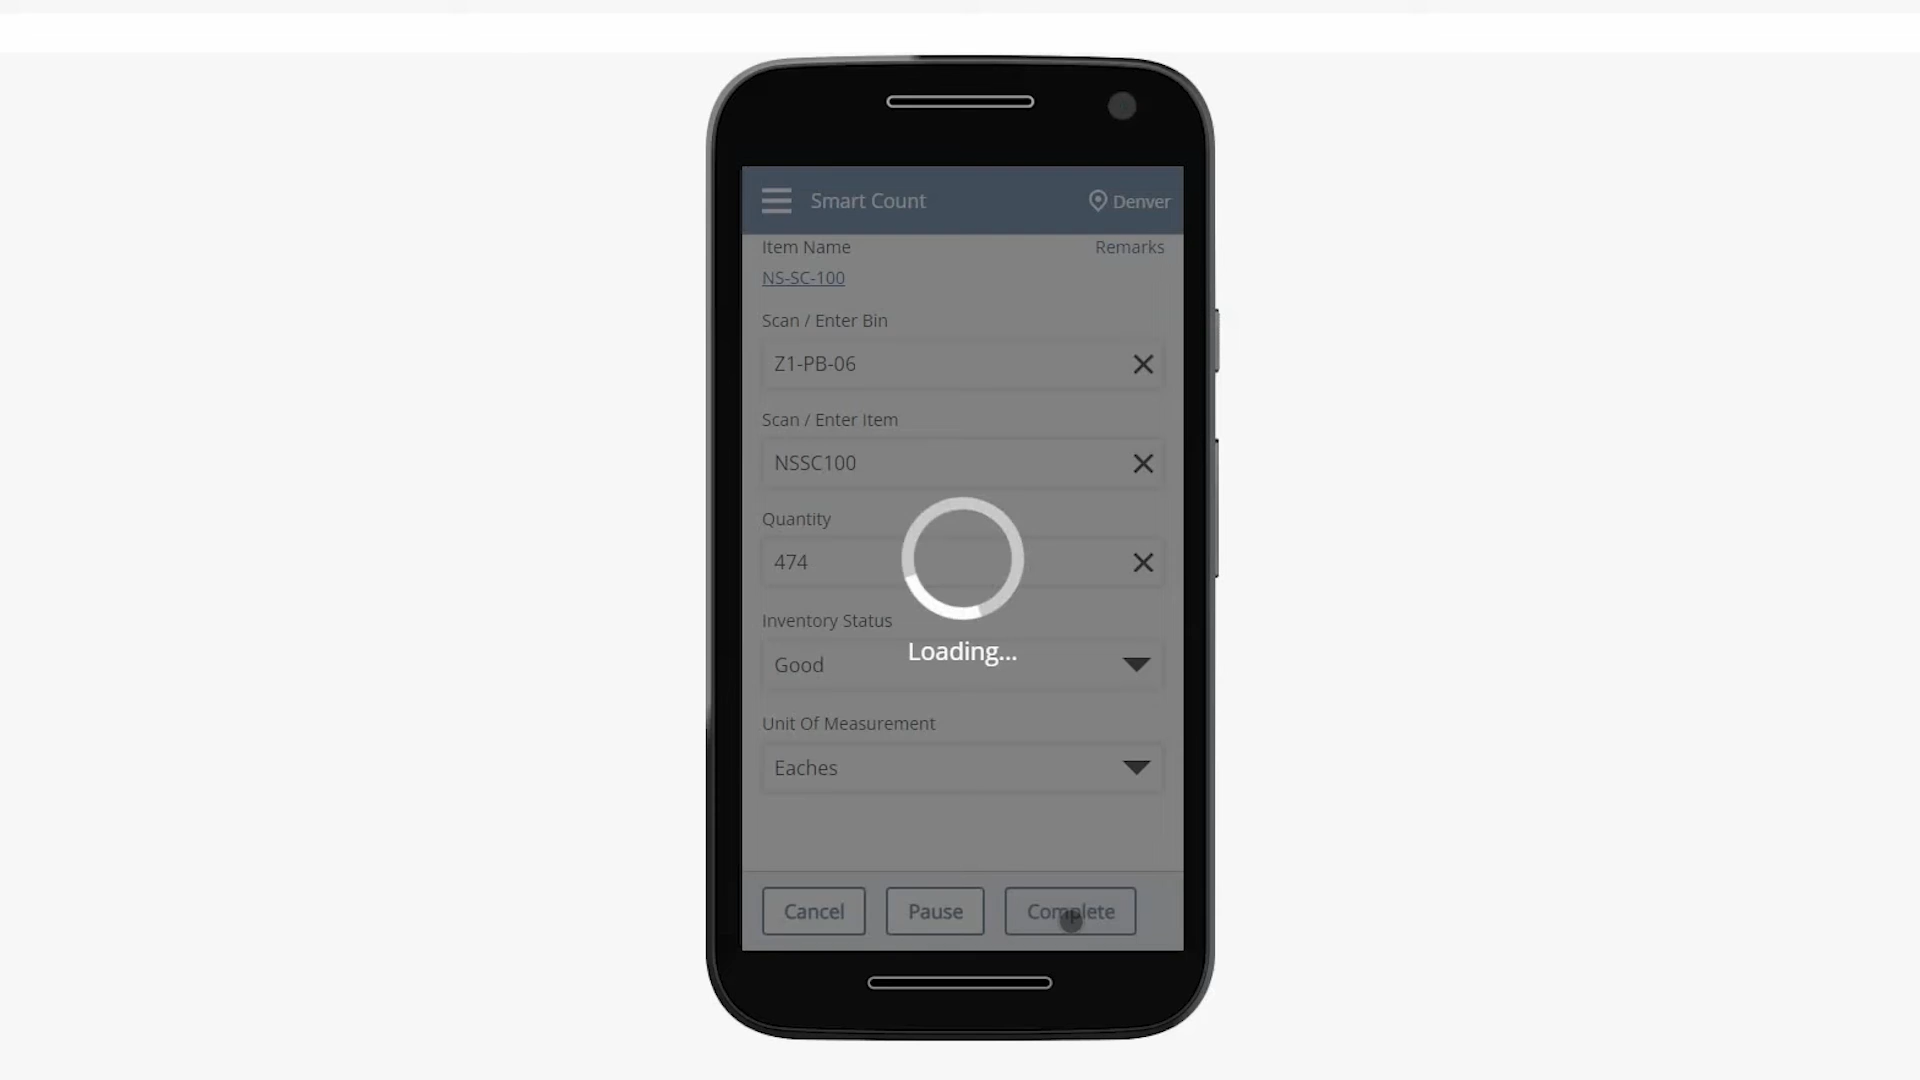 Smart Count
Denver
Item Name
Remarks
NS-SC-100
Scan / Enter Bin
Z1-PB-06
Scan / Enter Item
NSSC100
Quantity
474
Inventory Status
Loading...
Good
Unit Of Measurement
Eaches
Cancel
Pause
Complete